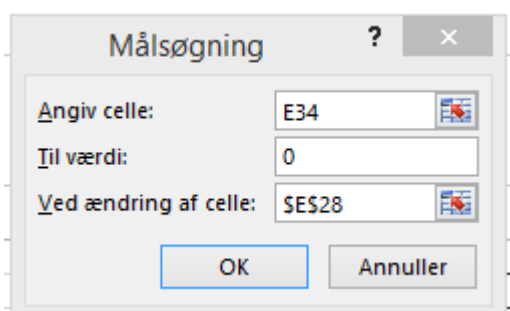 Målsøgning ? ×
Angiv celle: E34
Til værdi: 0
Ved ændring af celle: $E$28
OK Annuller